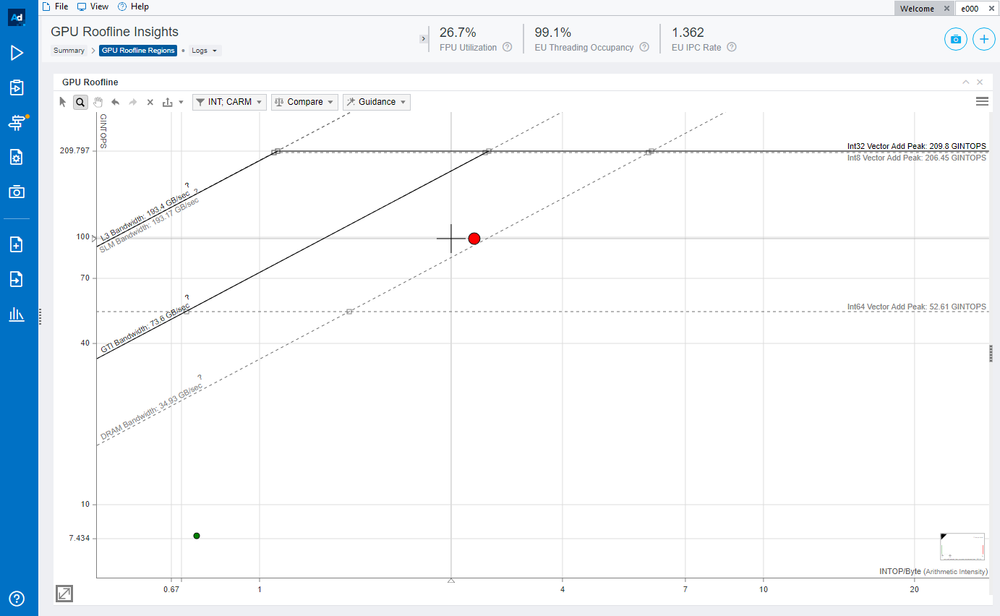 File View Help
Welcome e000
Ad
GPU Roofline Insights
Summary GPU Roofline Regions Logs
26.7%
FPU Utilization
99.1%
EU Threading Occupancy
1.362
EU IPC Rate
GPU Roofline
INT; CARM Compare Guidance
GINTOPS
209.797
100
70
40
10
7.434
Int32 Vector Add Peak: 209.8 GINTOPS
Int8 Vector Add Peak: 206.45 GINTOPS
L3 Bandwidth: 193.4 GB/sec ?
SLM Bandwidth: 193.17 GB/sec ?
Int64 Vector Add Peak: 52.61 GINTOPS
GTI Bandwidth: 73.6 GB/sec ?
DRAM Bandwidth: 34.93 GB/sec ?
INTOP/Byte (Arithmetic Intensity)
0.67 1 4 7 10 20